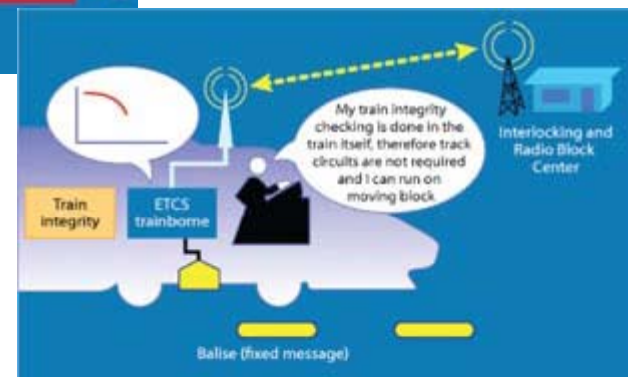 My train integrity
checking is done in the
train itself, therefore track
circuits are not required
and I can run on
moving block
Interlocking and
Radio Block
Center
Train
integrity
ETCS
trainborne
Balise (fixed message)